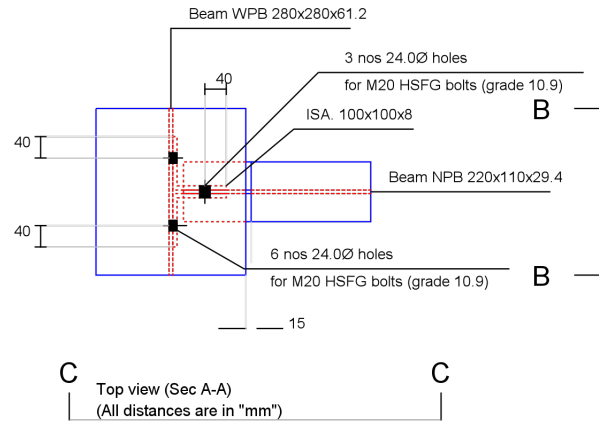 Beam WPB 280x280x61.2
3 nos 24.0Ø holes
for M20 HSFG bolts (grade 10.9)
40
B
ISA. 100x100x8
40
Beam NPB 220x110x29.4
40
6 nos 24.0Ø holes
for M20 HSFG bolts (grade 10.9)
B
15
C
C
Top view (Sec A-A)
(All distances are in "mm")